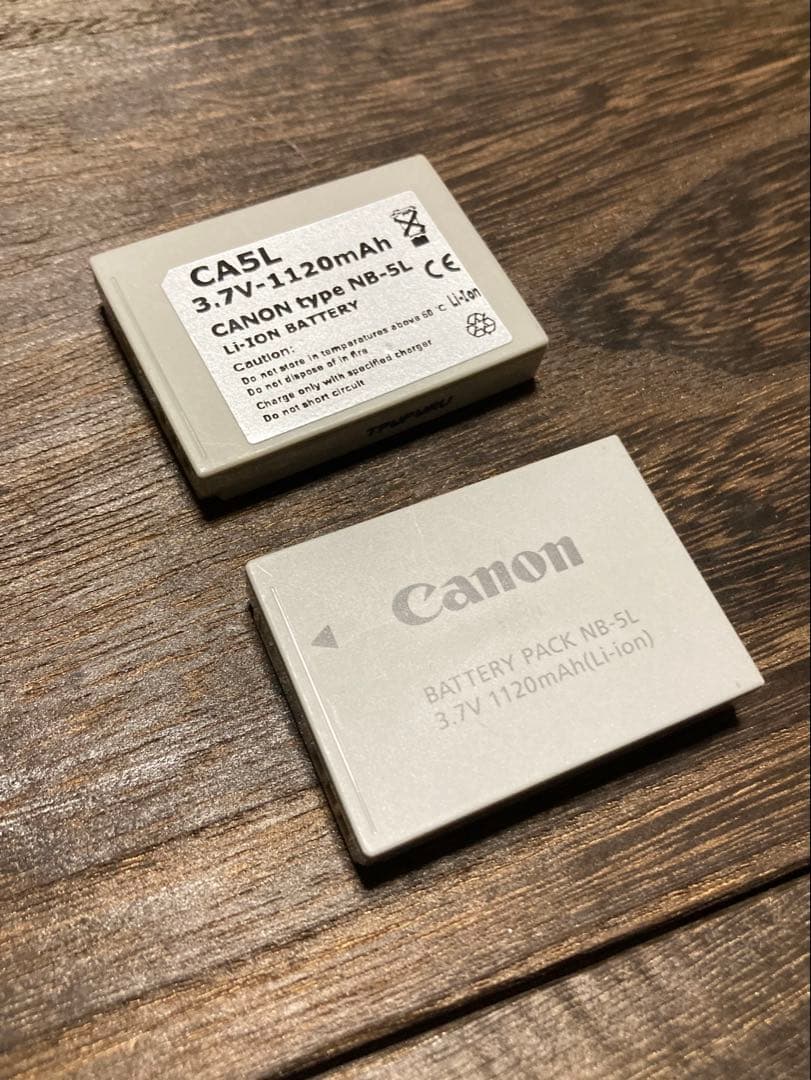 CA5L
3.7V-1120mAh
CANON type NB-5L
Li-ION BATTERY
Caution:
Do not store in temperatures above 60 °C
Do not dispose of in fire
Charge only with specified charger
Do not short circuit
CE
Li-Ion
Canon
BATTERY PACK NB-5L
3.7V 1120mAh(Li-ion)